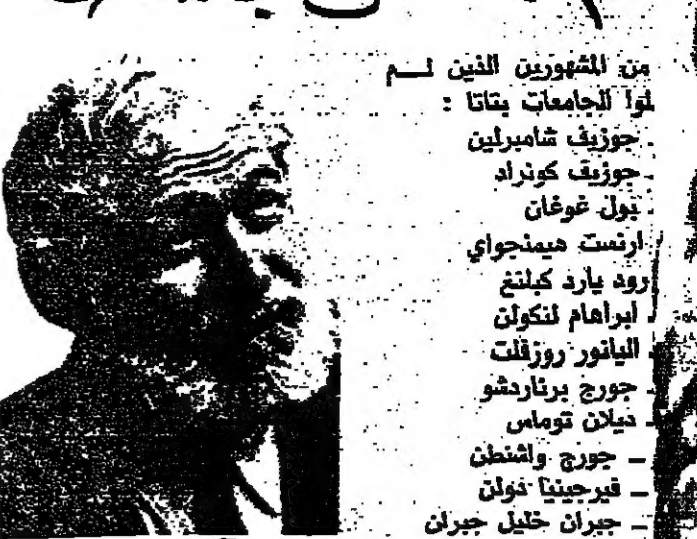 من المشهورين الذين لم
لوا الجامعات بتاتا :
. جوزيف شامبرلين
- جوزيف كونراد
. بول غوغان
. ارنست هيمنجواي
رود يارد كبلنغ
. ابراهام لنكولن
. اليانور روزفلت
. جورج برناردشو
- ديلان توماس
ـ جورج واشنطن
ـ فيرجينيا نولن
ـ جبران خليل جبران